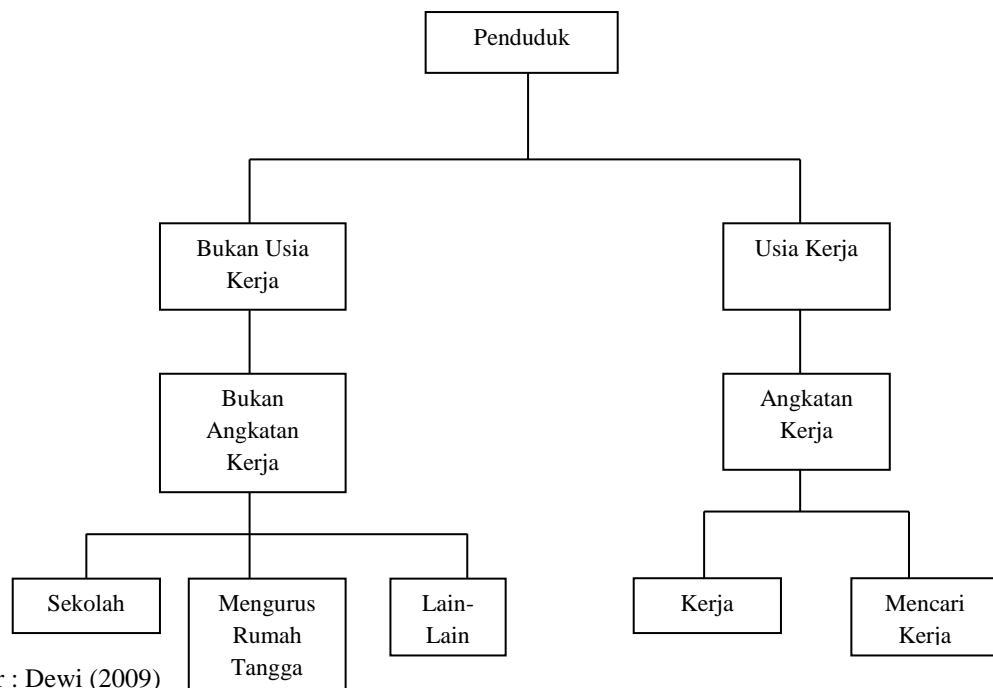 Penduduk
Bukan Usia
Kerja
Usia Kerja
Bukan
Angkatan
Kerja
Angkatan
Kerja
Sekolah
Mengurus
Rumah
Tangga
Lain-
Lain
Kerja
Mencari
Kerja
: Dewi (2009)